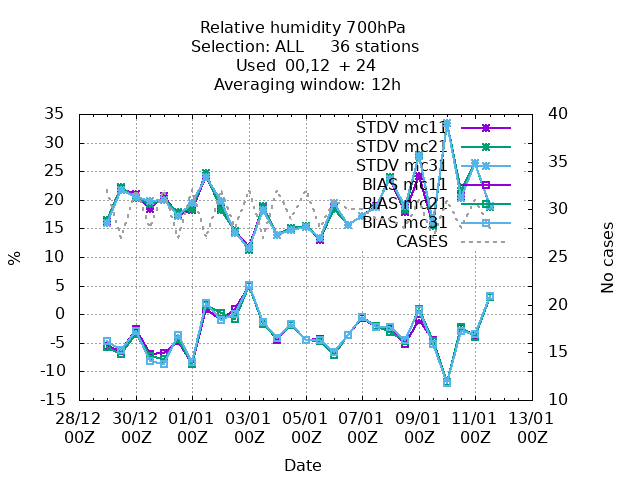 Relative humidity 700hPa
Selection: ALL 36 stations
Used 00,12 + 24
Averaging window: 12h
STDV mc11
STDV mc21
STDV mc31
BIAS mc11
BIAS mc21
BIAS mc31
CASES
35
30
25
20
15
10
5
0
-5
-10
-15
%
40
35
30
25
20
15
10
No cases
28/12 30/12 01/01 03/01 05/01 07/01 09/01 11/01 13/01
00Z 00Z 00Z 00Z 00Z 00Z 00Z 00Z 00Z
Date